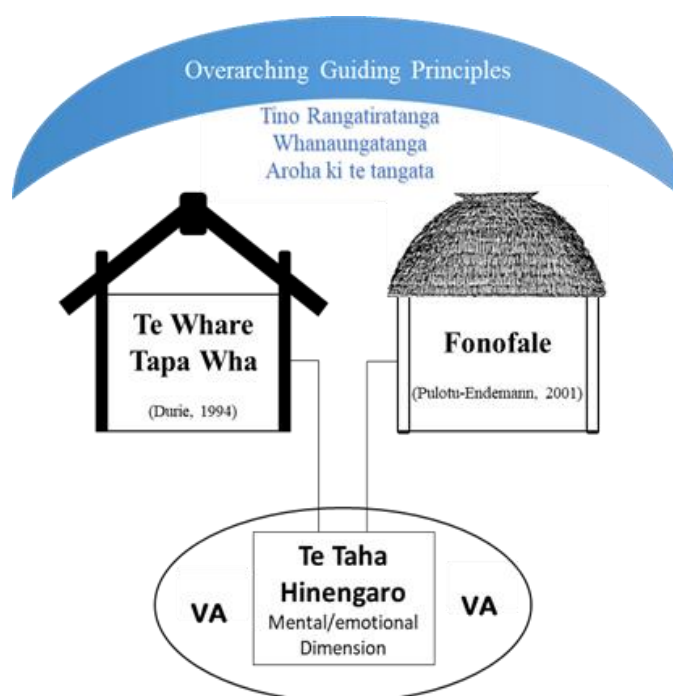 Overarching Guiding Principles
Tino Rangatiratanga
Whanaungatanga
Aroha ki te tangata
Te Whare
Tapa Wha
(Durie, 1994)
Fonofale
(Pulotu-Endemann, 2001)
Te Taha
Hinengaro
Mental/emotional
Dimension
VA
VA